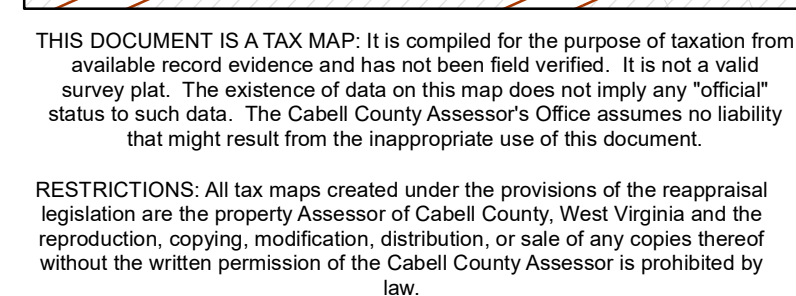 THIS DOCUMENT IS A TAX MAP: It is compiled for the purpose of taxation from
available record evidence and has not been field verified. It is not a valid
survey plat. The existence of data on this map does not imply any "official"
status to such data. The Cabell County Assessor's Office assumes no liability
that might result from the inappropriate use of this document.
RESTRICTIONS: All tax maps created under the provisions of the reappraisal
legislation are the property Assessor of Cabell County, West Virginia and the
reproduction, copying, modification, distribution, or sale of any copies thereof
without the written permission of the Cabell County Assessor is prohibited by
law.